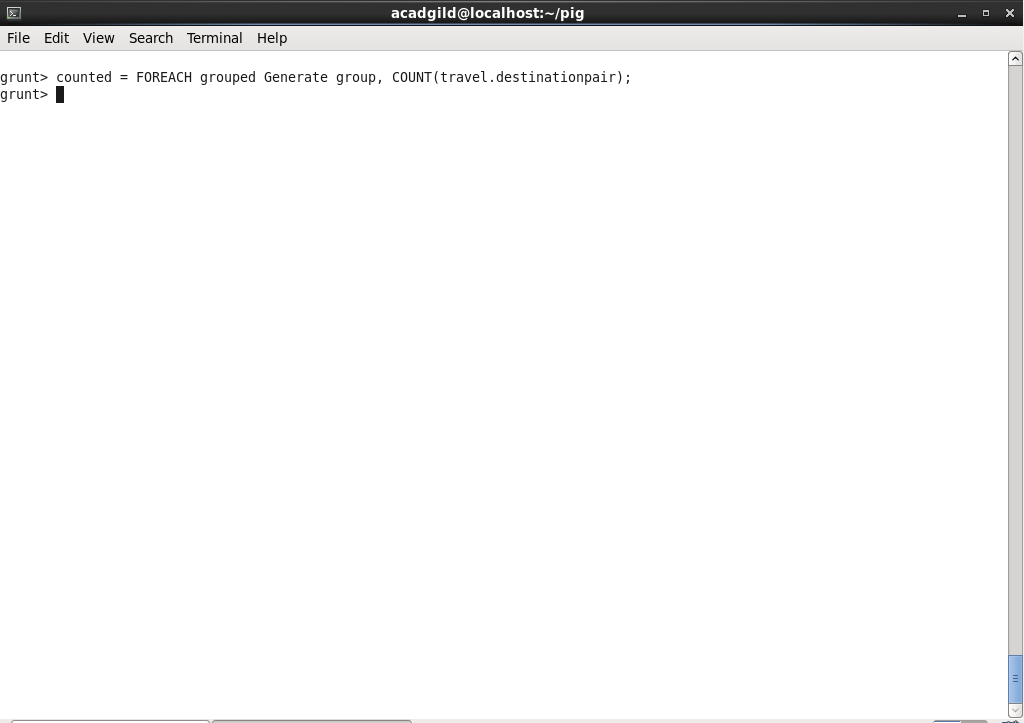 acadgild@localhost:~/pig
File Edit View Search Terminal Help
grunt> counted = FOREACH grouped Generate group, COUNT(travel.destinationpair);
grunt>